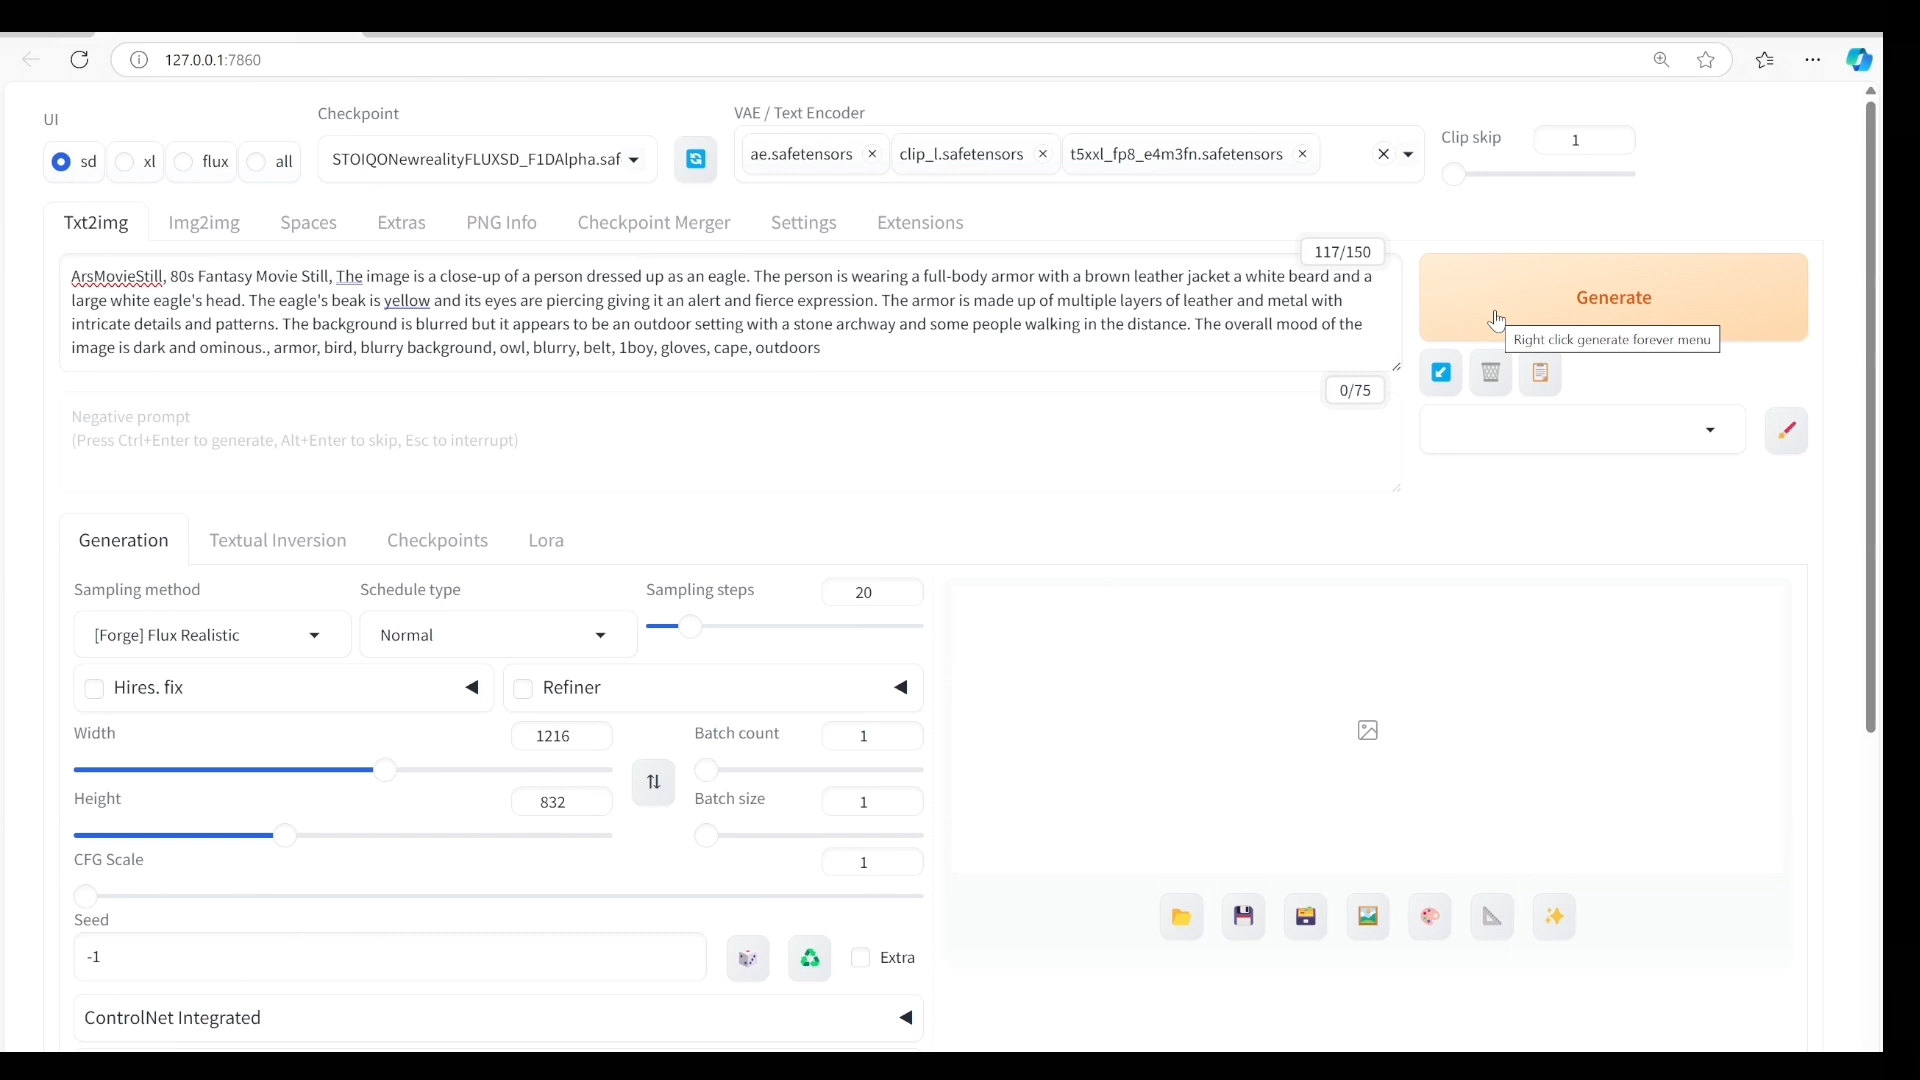 127.0.0.1:7860
UI
Checkpoint
VAE / Text Encoder
Clip skip
1
sd
xl
flux
all
STOIQONewrealityFLUXSD_F1DAlpha.saf
ae.safetensors
clip_l.safetensors
t5xxl_fp8_e4m3fn.safetensors
Txt2img
Img2img
Spaces
Extras
PNG Info
Checkpoint Merger
Settings
Extensions
117/150
ArsMovieStill, 80s Fantasy Movie Still, The image is a close-up of a person dressed up as an eagle. The person is wearing a full-body armor with a brown leather jacket a white beard and a
large white eagle's head. The eagle's beak is yellow and its eyes are piercing giving it an alert and fierce expression. The armor is made up of multiple layers of leather and metal with
intricate details and patterns. The background is blurred but it appears to be an outdoor setting with a stone archway and some people walking in the distance. The overall mood of the
image is dark and ominous., armor, bird, blurry background, owl, blurry, belt, 1boy, gloves, cape, outdoors
Generate
Right click generate forever menu
0/75
Negative prompt
(Press Ctrl+Enter to generate, Alt+Enter to skip, Esc to interrupt)
Generation
Textual Inversion
Checkpoints
Lora
Sampling method
Schedule type
Sampling steps
20
[Forge] Flux Realistic
Normal
Hires. fix
Refiner
Width
1216
Batch count
1
Height
832
Batch size
1
CFG Scale
1
Seed
-1
Extra
ControlNet Integrated